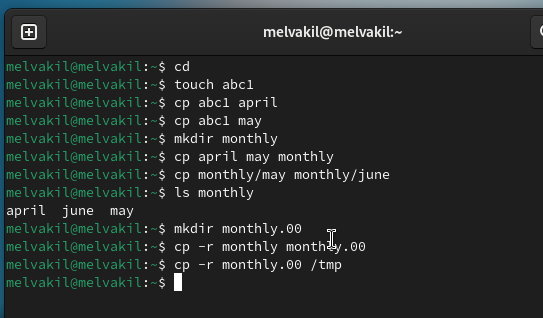 melvakil@melvakil:~
melvakil@melvakil:~$ cd
melvakil@melvakil:~$ touch abc1
melvakil@melvakil:~$ cp abc1 april
melvakil@melvakil:~$ cp abc1 may
melvakil@melvakil:~$ mkdir monthly
melvakil@melvakil:~$ cp april may monthly
melvakil@melvakil:~$ cp monthly/may monthly/june
melvakil@melvakil:~$ ls monthly
april  june  may
melvakil@melvakil:~$ mkdir monthly.00
melvakil@melvakil:~$ cp -r monthly monthly.00
melvakil@melvakil:~$ cp -r monthly.00 /tmp
melvakil@melvakil:~$